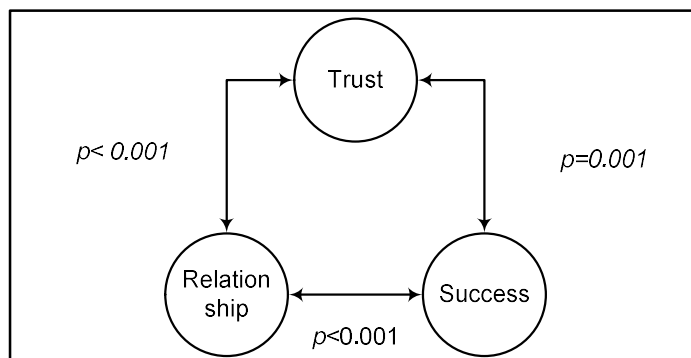 Trust
p< 0.001
p=0.001
Relation
ship
Success
p<0.001